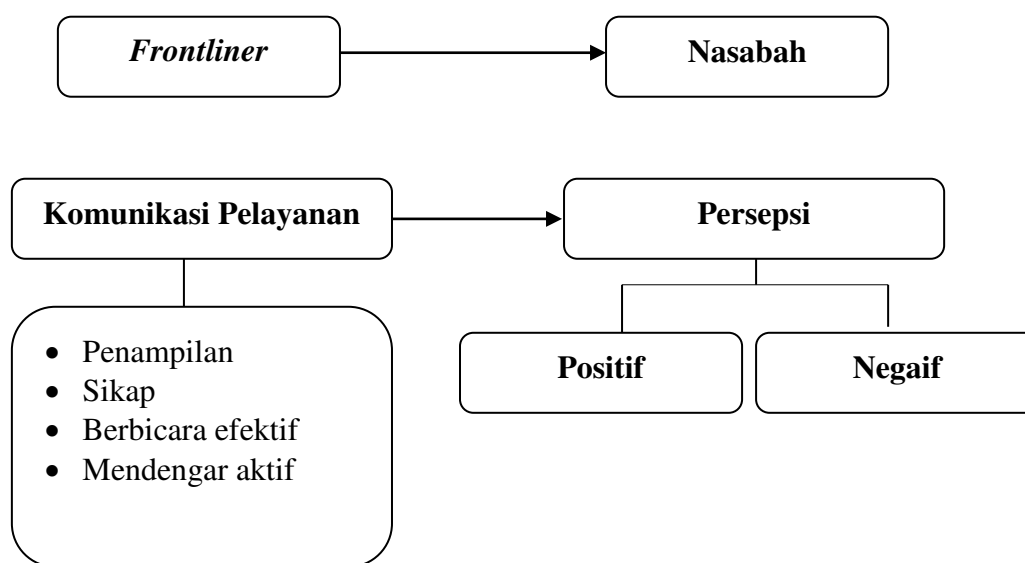 Frontliner
Nasabah
Komunikasi Pelayanan
Persepsi
• Penampilan
• Sikap
• Berbicara efektif
• Mendengar aktif
Positif
Negaif